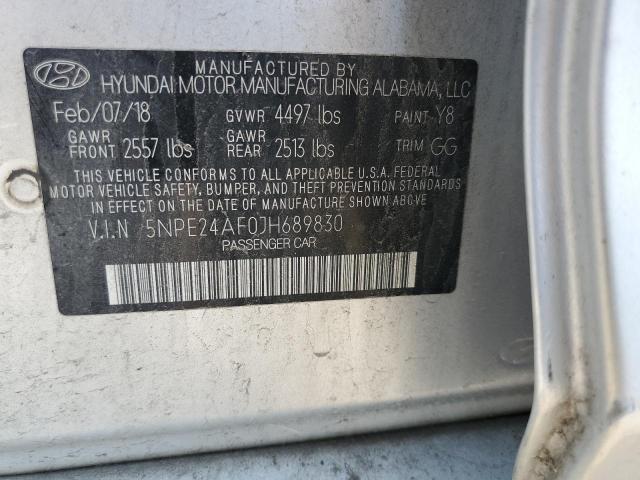 MANUFACTURED BY
HYUNDAI MOTOR MANUFACTURING ALABAMA, LLC
Feb/07/18 GVWR 4497 lbs PAINT Y8
GAWR FRONT 2557 lbs GAWR REAR 2513 lbs TRIM GG
THIS VEHICLE CONFORMS TO ALL APPLICABLE U.S.A. FEDERAL
MOTOR VEHICLE SAFETY, BUMPER, AND THEFT PREVENTION STANDARDS
IN EFFECT ON THE DATE OF MANUFACTURE SHOWN ABOVE.
V.I.N 5NPE24AF0JH689830
PASSENGER CAR